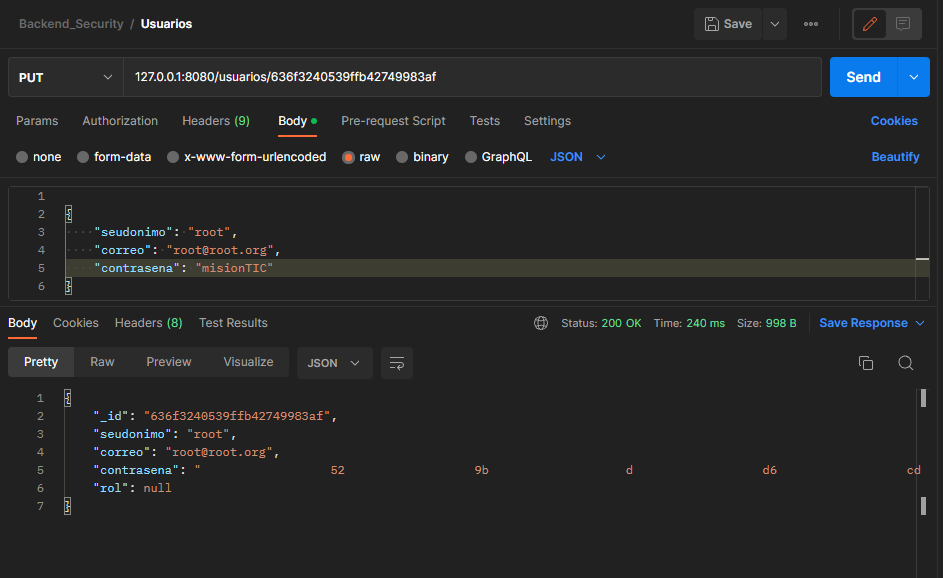 Backend_Security / Usuarios Save
PUT 127.0.0.1:8080/usuarios/636f3240539ffb42749983af Send
Params Authorization Headers (9) Body Pre-request Script Tests Settings Cookies
none form-data x-www-form-urlencoded raw binary GraphQL JSON Beautify
1
2 {
3 "seudonimo": "root",
4 "correo": "root@root.org",
5 "contrasena": "misionTIC"
6 }
Body Cookies Headers (8) Test Results Status: 200 OK Time: 240 ms Size: 998 B Save Response
Pretty Raw Preview Visualize JSON
1 {
2 "_id": "636f3240539ffb42749983af",
3 "seudonimo": "root",
4 "correo": "root@root.org",
5 "contrasena": " 52 9b d d6 cd
6 "rol": null
7 }